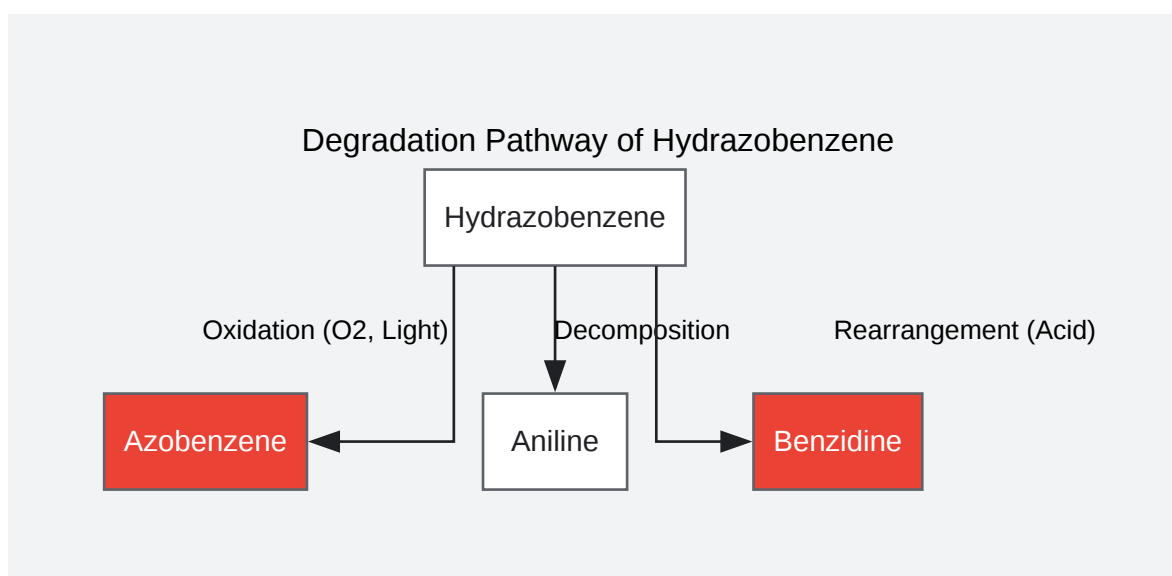 Degradation Pathway of Hydrazobenzene
Hydrazobenzene
Oxidation (O2, Light)
Decomposition
Rearrangement (Acid)
Azobenzene
Aniline
Benzidine